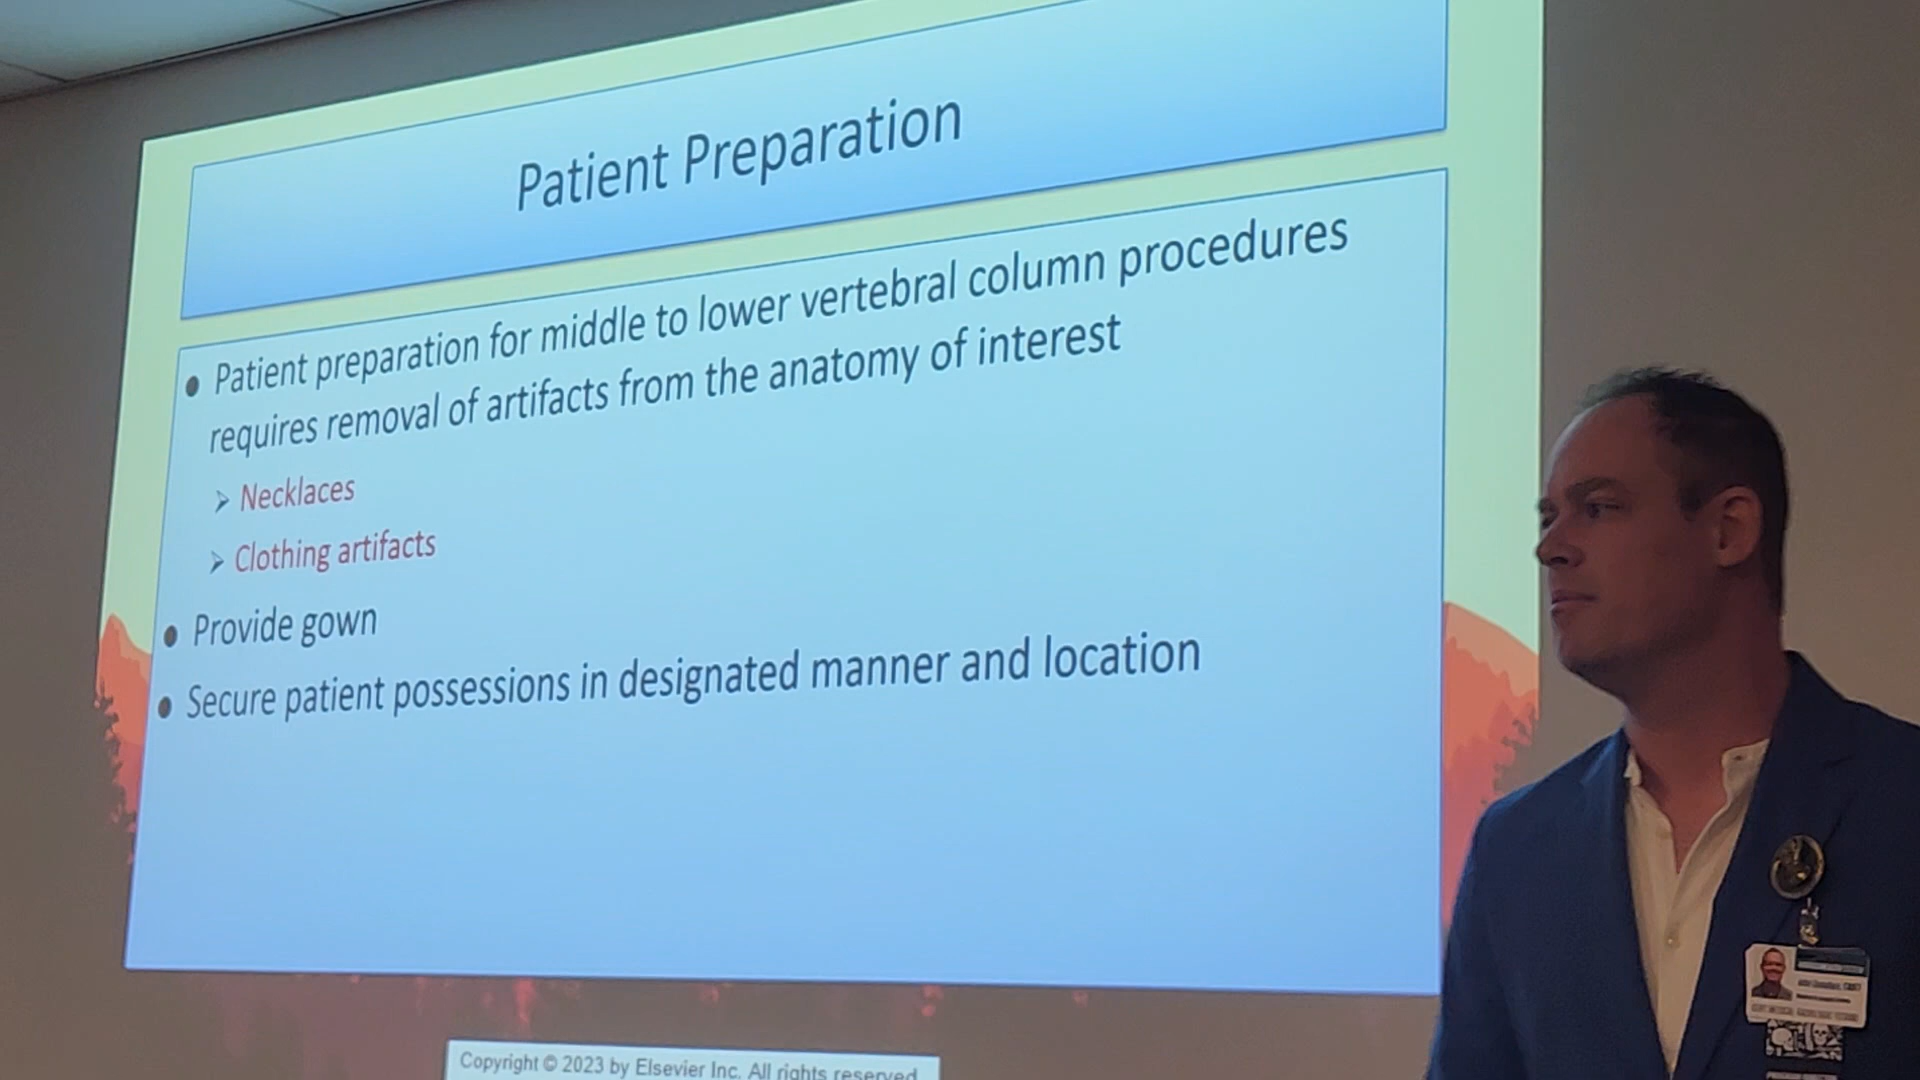 Patient Preparation
• Patient preparation for middle to lower vertebral column procedures
requires removal of artifacts from the anatomy of interest
➢ Necklaces
➢ Clothing artifacts
• Provide gown
• Secure patient possessions in designated manner and location
Copyright © 2023 by Elsevier Inc. All rights reserved